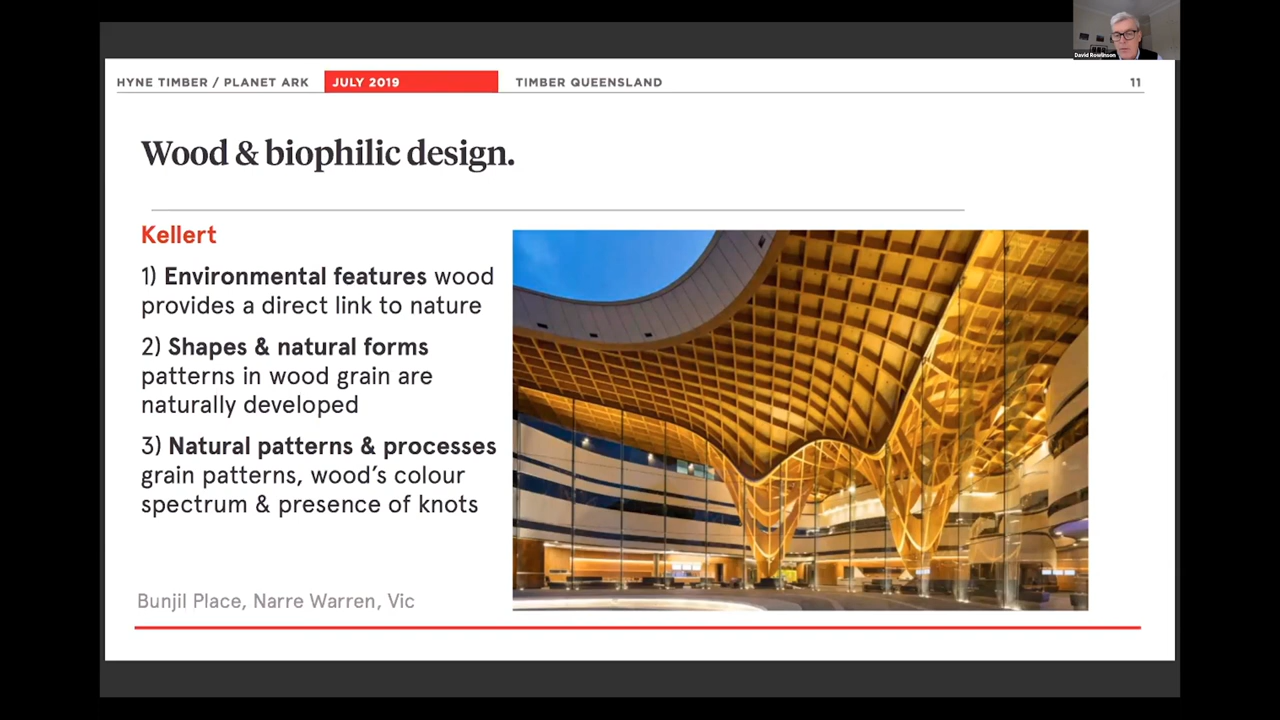 David Rowlinson
HYNE TIMBER / PLANET ARK JULY 2019 TIMBER QUEENSLAND 11
Wood & biophilic design.
Kellert
1) Environmental features wood
provides a direct link to nature
2) Shapes & natural forms
patterns in wood grain are
naturally developed
3) Natural patterns & processes
grain patterns, wood's colour
spectrum & presence of knots
Bunjil Place, Narre Warren, Vic